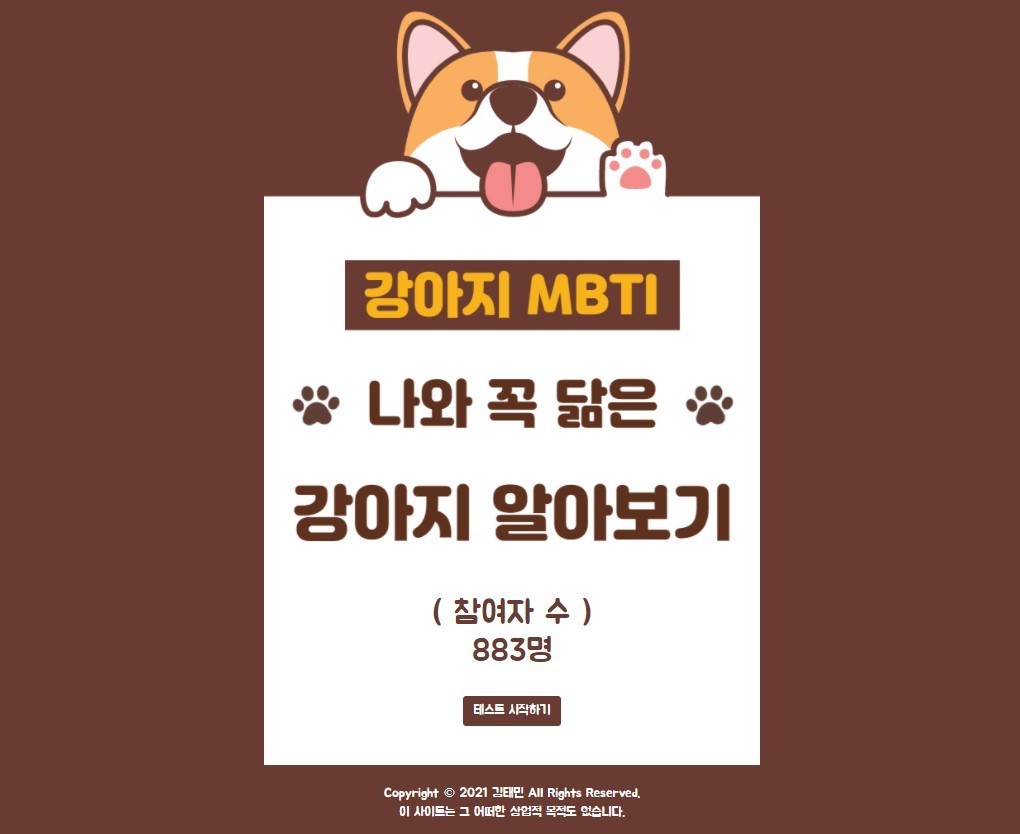 강아지 MBTI
나와 꼭 닮은
강아지 알아보기
( 참여자 수 )
883명
테스트 시작하기
Copyright © 2021 김태민 All Rights Reserved.
이 사이트는 그 어떠한 상업적 목적도 없습니다.